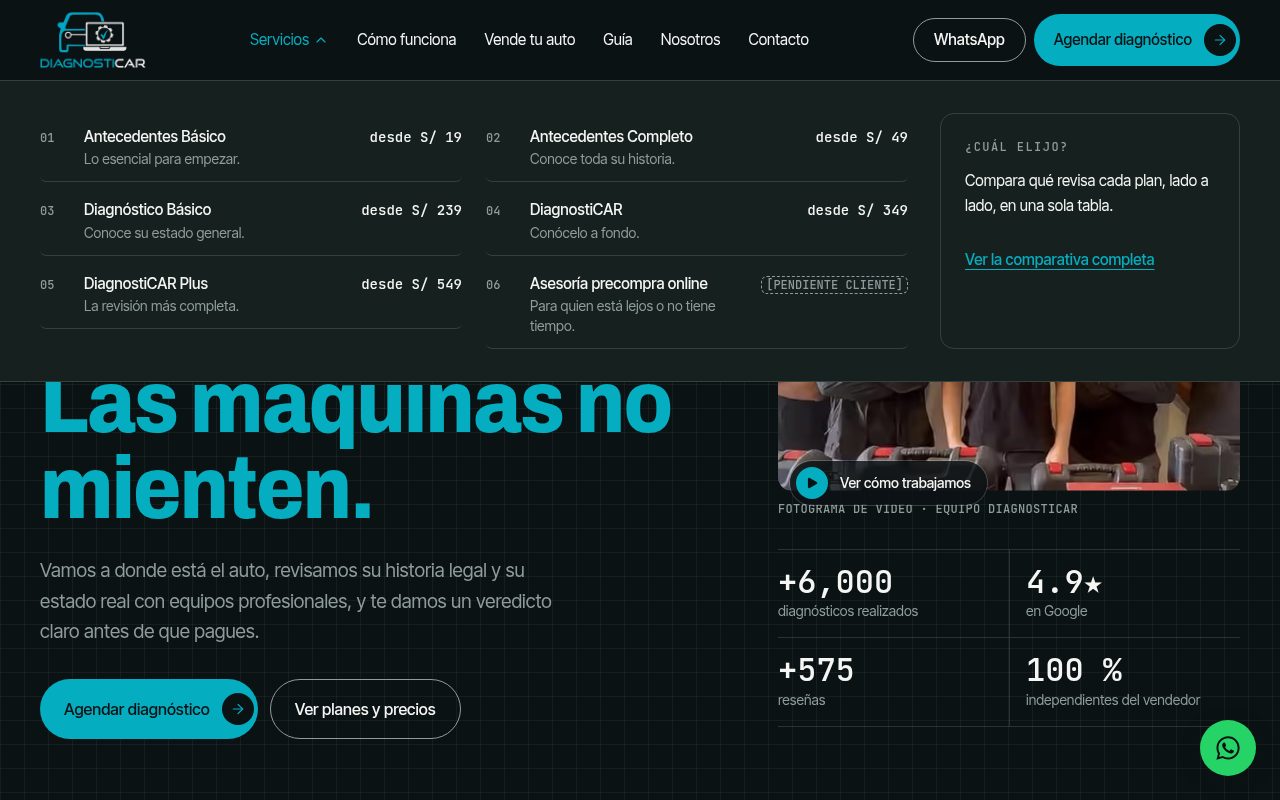 DIAGNOSTICAR
Servicios
Cómo funciona
Vende tu auto
Guía
Nosotros
Contacto
WhatsApp
Agendar diagnóstico
01 Antecedentes Básico desde S/ 19
Lo esencial para empezar.
02 Antecedentes Completo desde S/ 49
Conoce toda su historia.
03 Diagnóstico Básico desde S/ 239
Conoce su estado general.
04 DiagnostiCAR desde S/ 349
Conócelo a fondo.
05 DiagnostiCAR Plus desde S/ 549
La revisión más completa.
06 Asesoría precompra online [PENDIENTE CLIENTE]
Para quien está lejos o no tiene
tiempo.
¿CUÁL ELIJO?
Compara qué revisa cada plan, lado a
lado, en una sola tabla.
Ver la comparativa completa
Las máquinas no
mienten.
Vamos a donde está el auto, revisamos su historia legal y su
estado real con equipos profesionales, y te damos un veredicto
claro antes de que pagues.
Agendar diagnóstico
Ver planes y precios
Ver cómo trabajamos
FOTOGRAMA DE VIDEO · EQUIPO DIAGNOSTICAR
+6,000
diagnósticos realizados
4.9★
en Google
+575
reseñas
100 %
independientes del vendedor